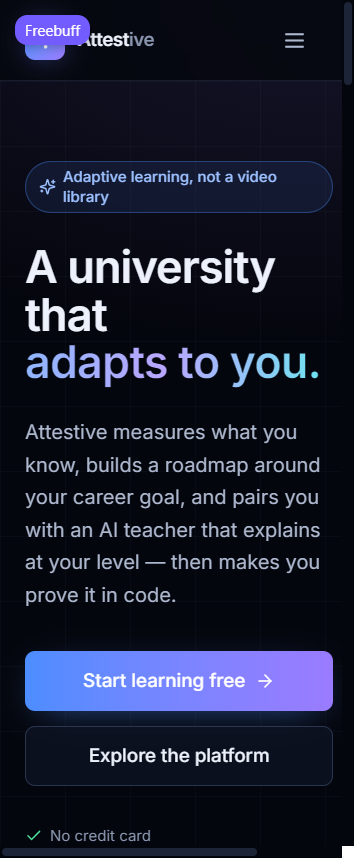 Freebuff
Attestive
Adaptive learning, not a video
library
A university
that
adapts to you.
Attestive measures what you
know, builds a roadmap around
your career goal, and pairs you
with an AI teacher that explains
at your level — then makes you
prove it in code.
Start learning free
Explore the platform
No credit card